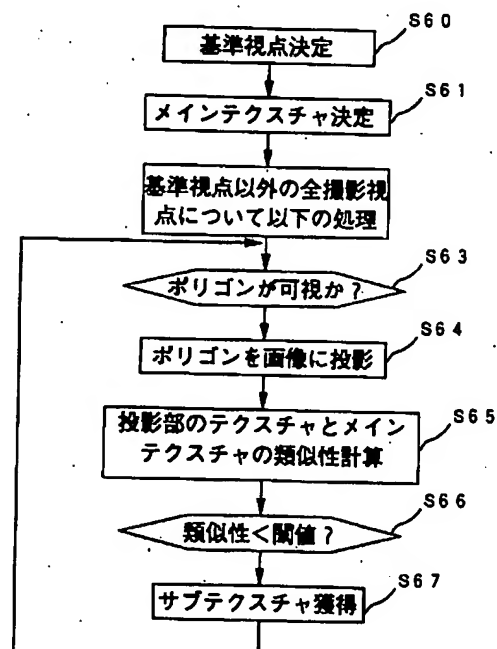 S60
基準視点決定
S61
メインテクスチャ決定
基準視点以外の全撮影視
点について以下の処理
S63
ポリゴンが可視か?
S64
ポリゴンを画像に投影
S65
投影部のテクスチャとメイン
テクスチャの類似性計算
S66
類似性<閾値?
S67
サブテクスチャ獲得